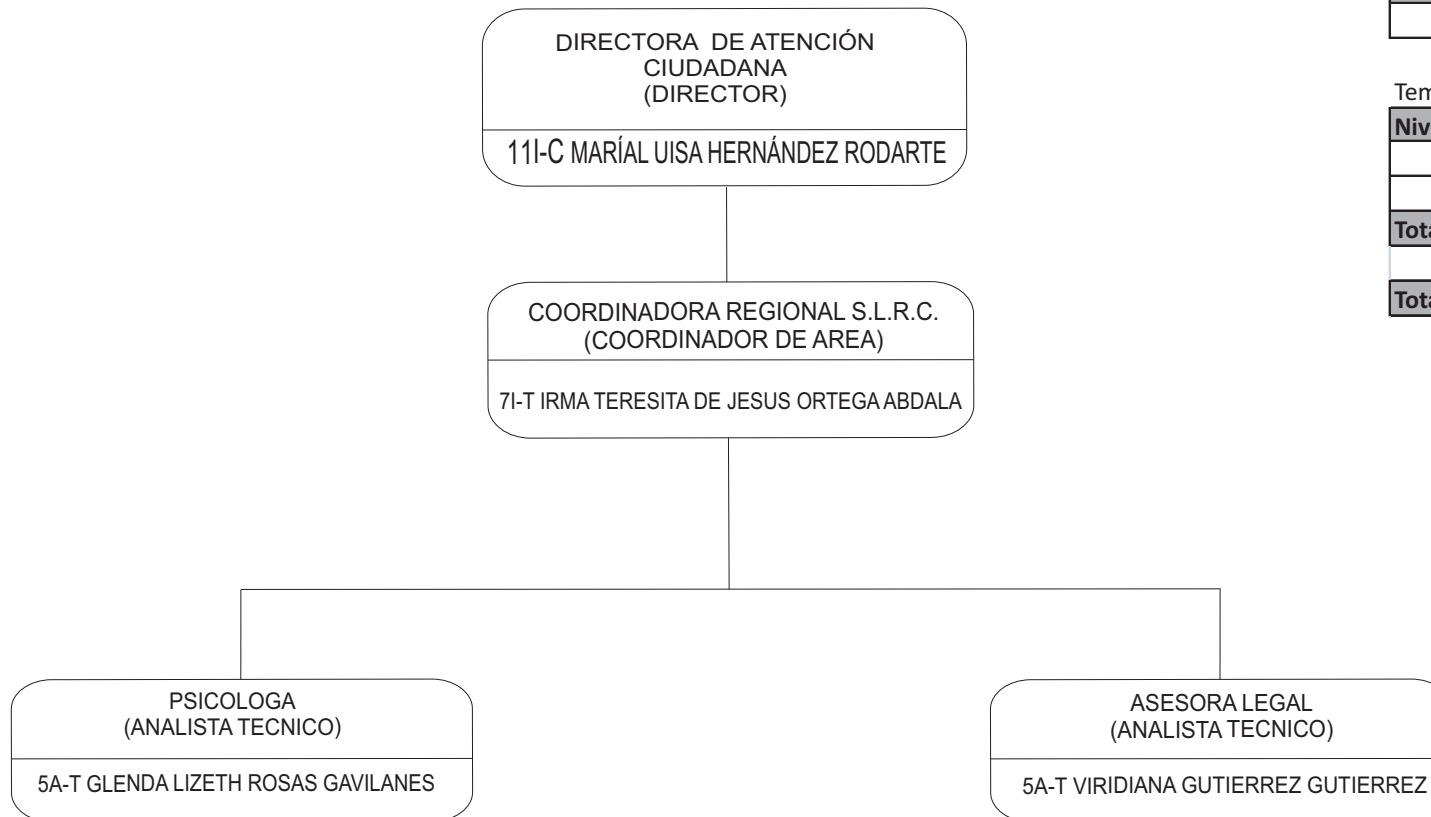 DIRECTORA DE ATENCIÓN
CIUDADANA
(DIRECTOR)
11I-C MARÍAL UISA HERNÁNDEZ RODARTE
COORDINADORA REGIONAL S.L.R.C.
(COORDINADOR DE AREA)
7I-T IRMA TERESITA DE JESUS ORTEGA ABDALA
PSICOLOGA
(ANALISTA TECNICO)
5A-T GLENDA LIZETH ROSAS GAVILANES
ASESORA LEGAL
(ANALISTA TECNICO)
5A-T VIRIDIANA GUTIERREZ GUTIERREZ